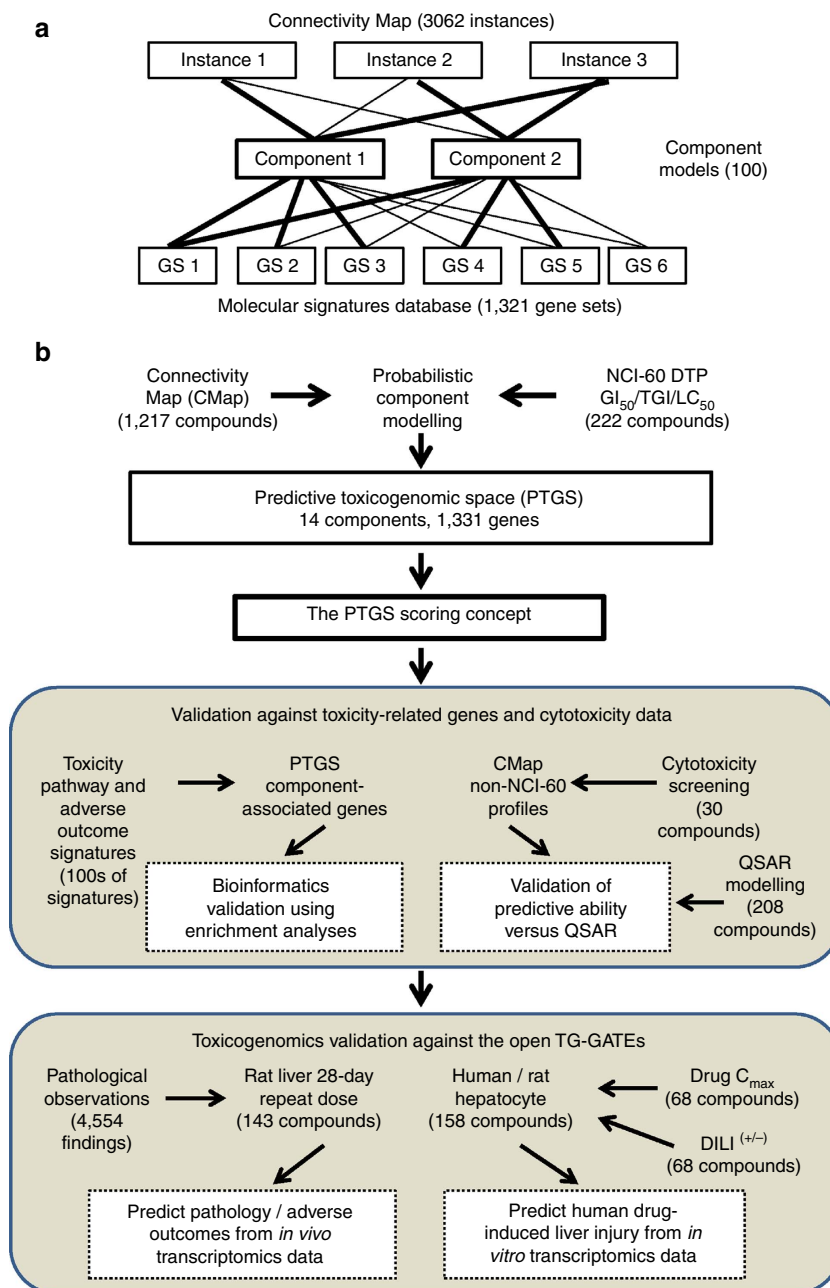 a
Connectivity Map (3062 instances)
Instance 1
Instance 2
Instance 3
Component 1
Component 2
Component
models (100)
GS 1
GS 2
GS 3
GS 4
GS 5
GS 6
Molecular signatures database (1,321 gene sets)
b
Connectivity
Map (CMap)
(1,217 compounds)
Probabilistic
component
modelling
NCI-60 DTP
GI50/TGI/LC50
(222 compounds)
Predictive toxicogenomic space (PTGS)
14 components, 1,331 genes
The PTGS scoring concept
Validation against toxicity-related genes and cytotoxicity data
Toxicity
pathway and
adverse
outcome
signatures
(100s of
signatures)
PTGS
component-
associated genes
CMap
non-NCI-60
profiles
Cytotoxicity
screening
(30
compounds)
Bioinformatics
validation using
enrichment analyses
Validation of
predictive ability
versus QSAR
QSAR
modelling
(208
compounds)
Toxicogenomics validation against the open TG-GATEs
Pathological
observations
(4,554
findings)
Rat liver 28-day
repeat dose
(143 compounds)
Human / rat
hepatocyte
(158 compounds)
Drug Cmax
(68 compounds)
DILI (+/–)
(68 compounds)
Predict pathology / adverse
outcomes from in vivo
transcriptomics data
Predict human drug-
induced liver injury from in
vitro transcriptomics data